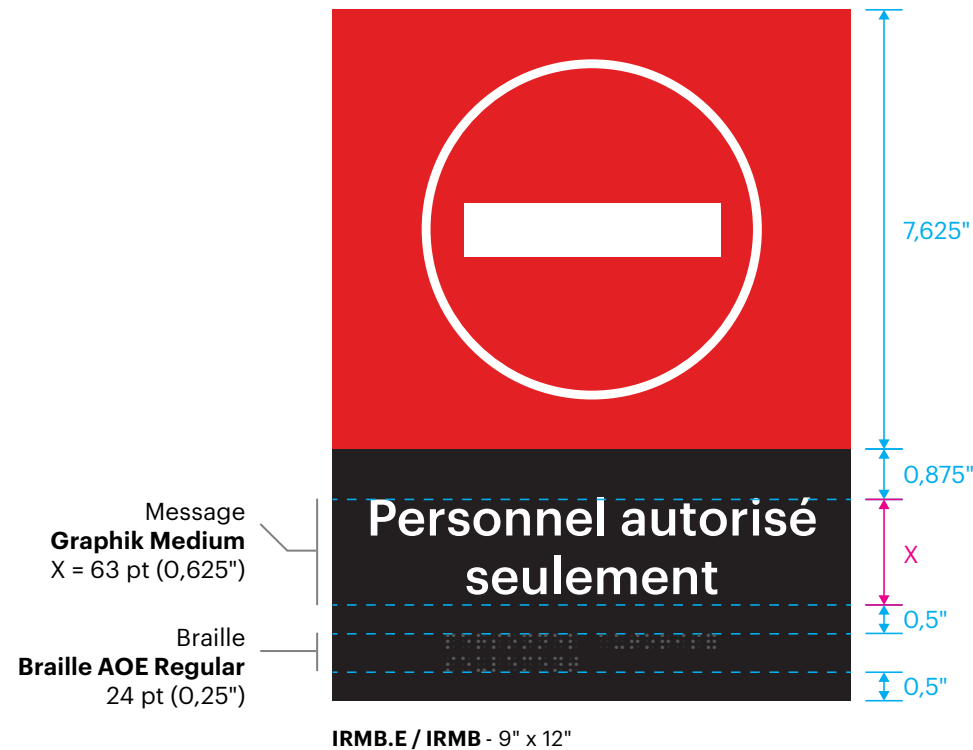 7,625"
0,875"
Message
Graphik Medium
X = 63 pt (0,625")
Personnel autorisé
seulement
X
0,5"
Braille
Braille AOE Regular
24 pt (0,25")
0,5"
IRMB.E / IRMB - 9" x 12"